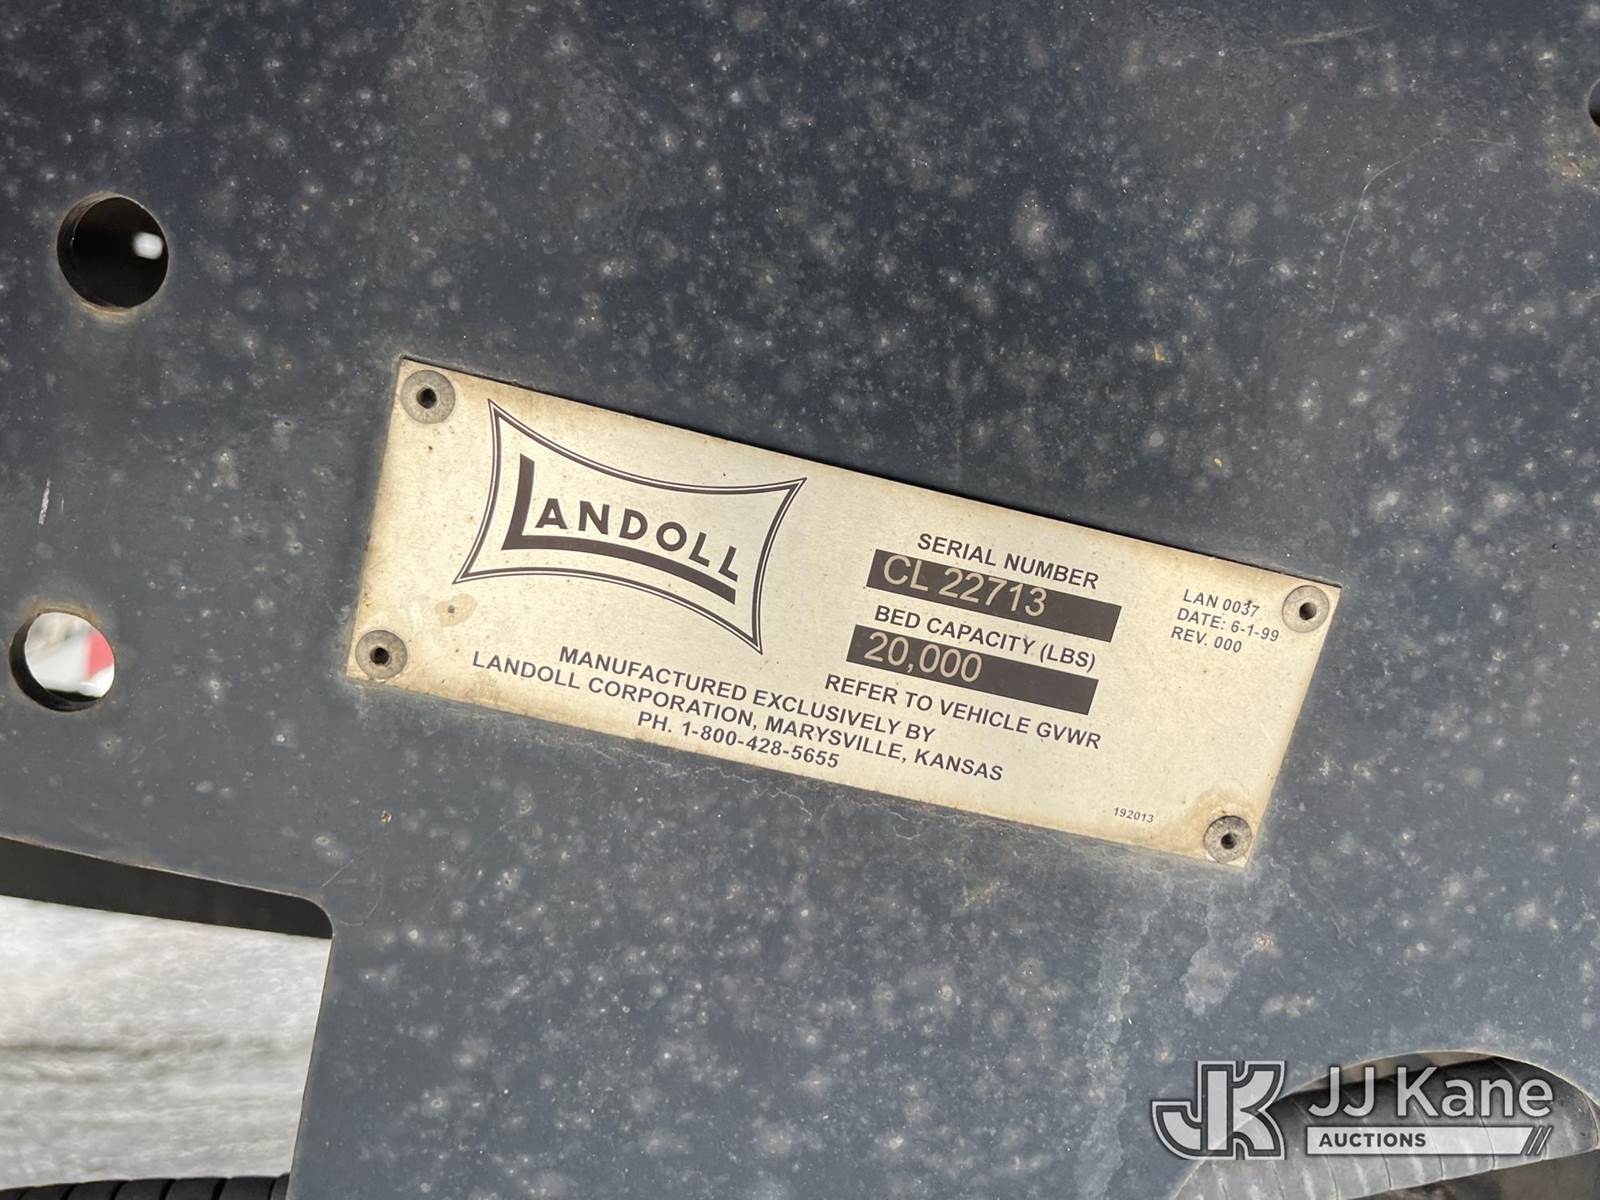 LANDOLL
SERIAL NUMBER
CL 22713
BED CAPACITY (LBS)
20,000
REFER TO VEHICLE GVWR
LAN 0037
DATE: 6-1-99
REV. 000
MANUFACTURED EXCLUSIVELY BY
LANDOLL CORPORATION, MARYSVILLE, KANSAS
PH. 1-800-428-5655
192013
JK JJ Kane
AUCTIONS